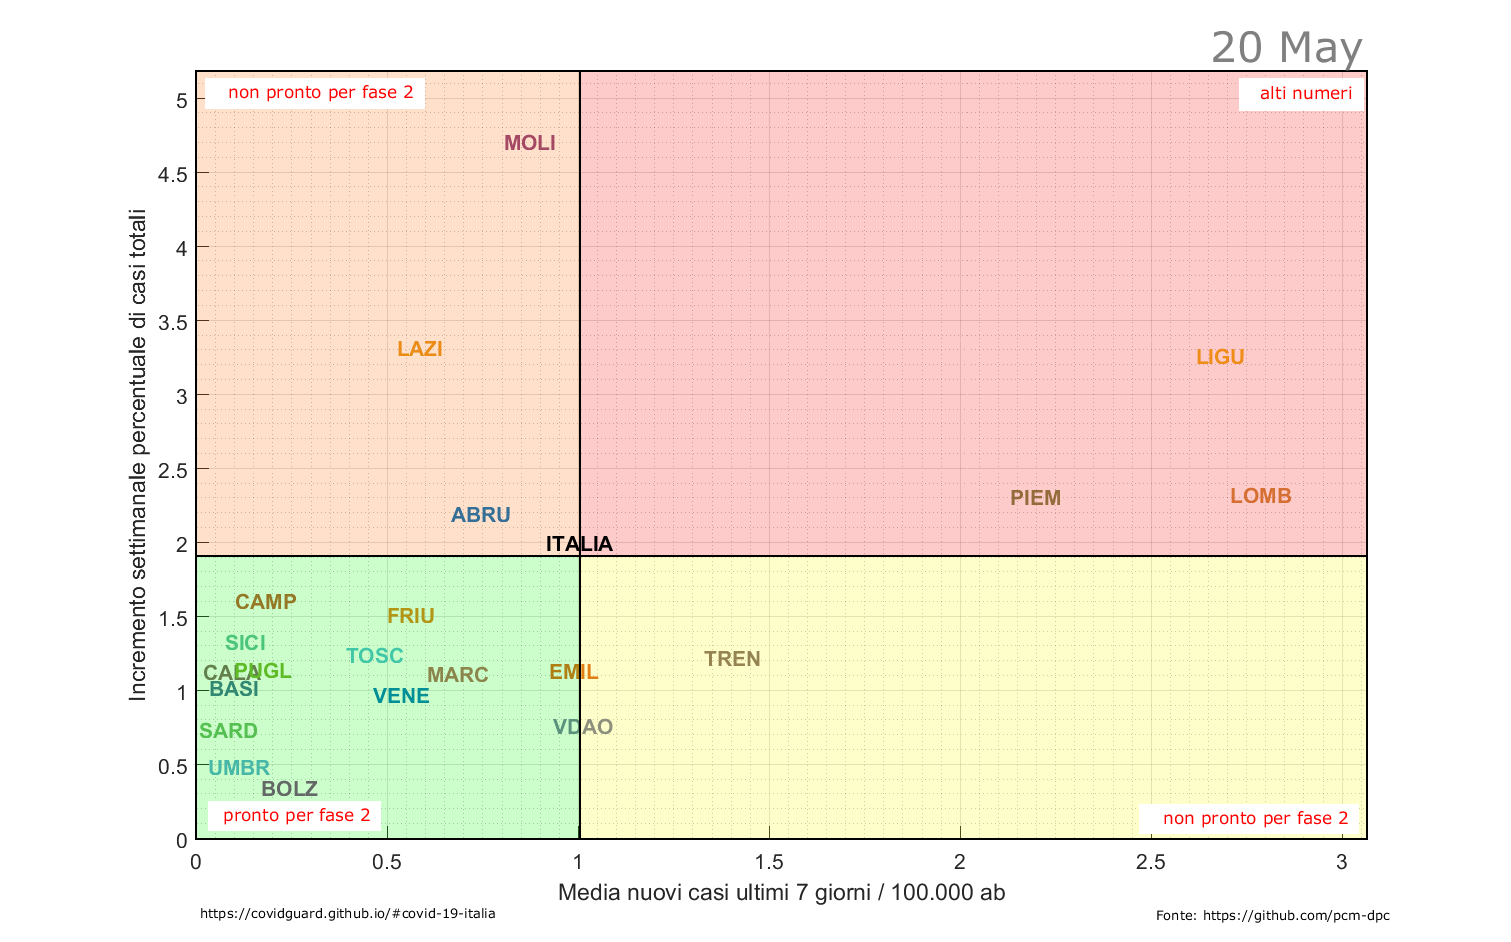 20 May
non pronto per fase 2
alti numeri
5
MOLI
4.5
4
3.5
LAZI
LIGU
3
2.5
PIEM
LOMB
ABRU
2
ITALIA
CAMP
1.5
FRIU
SICI
TOSC
TREN
CALA
PUGL
MARC
EMIL
BASI
1
VENE
SARD
VDAO
0.5
UMBR
BOLZ
pronto per fase 2
non pronto per fase 2
0
0 0.5 1 1.5 2 2.5 3
Incremento settimanale percentuale di casi totali
Media nuovi casi ultimi 7 giorni / 100.000 ab
https://covidguard.github.io/#covid-19-italia
Fonte: https://github.com/pcm-dpc